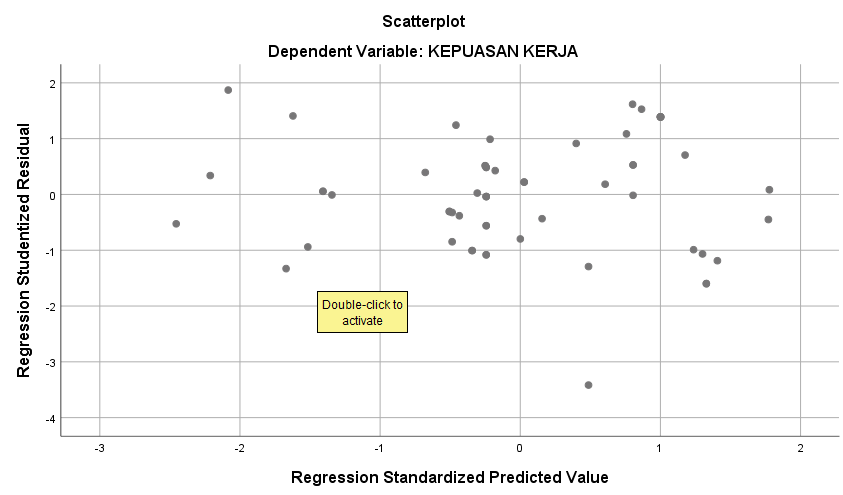 Scatterplot
Dependent Variable: KEPUASAN KERJA
Regression Studentized Residual
2
1
0
-1
-2
-3
-4
Double-click to
activate
-3
-2
-1
0
1
2
Regression Standardized Predicted Value